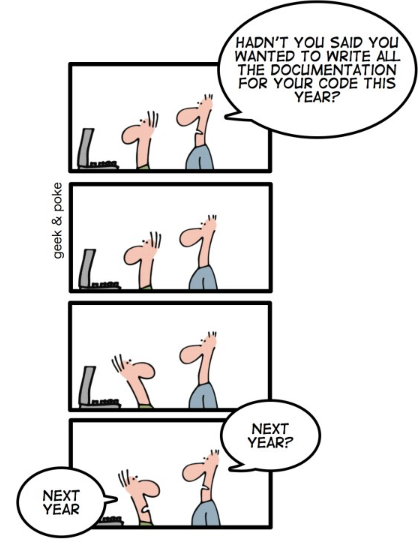 HADN'T YOU SAID YOU
WANTED TO WRITE ALL
THE DOCUMENTATION
FOR YOUR CODE THIS
YEAR?
geek & poke
NEXT
YEAR?
NEXT
YEAR